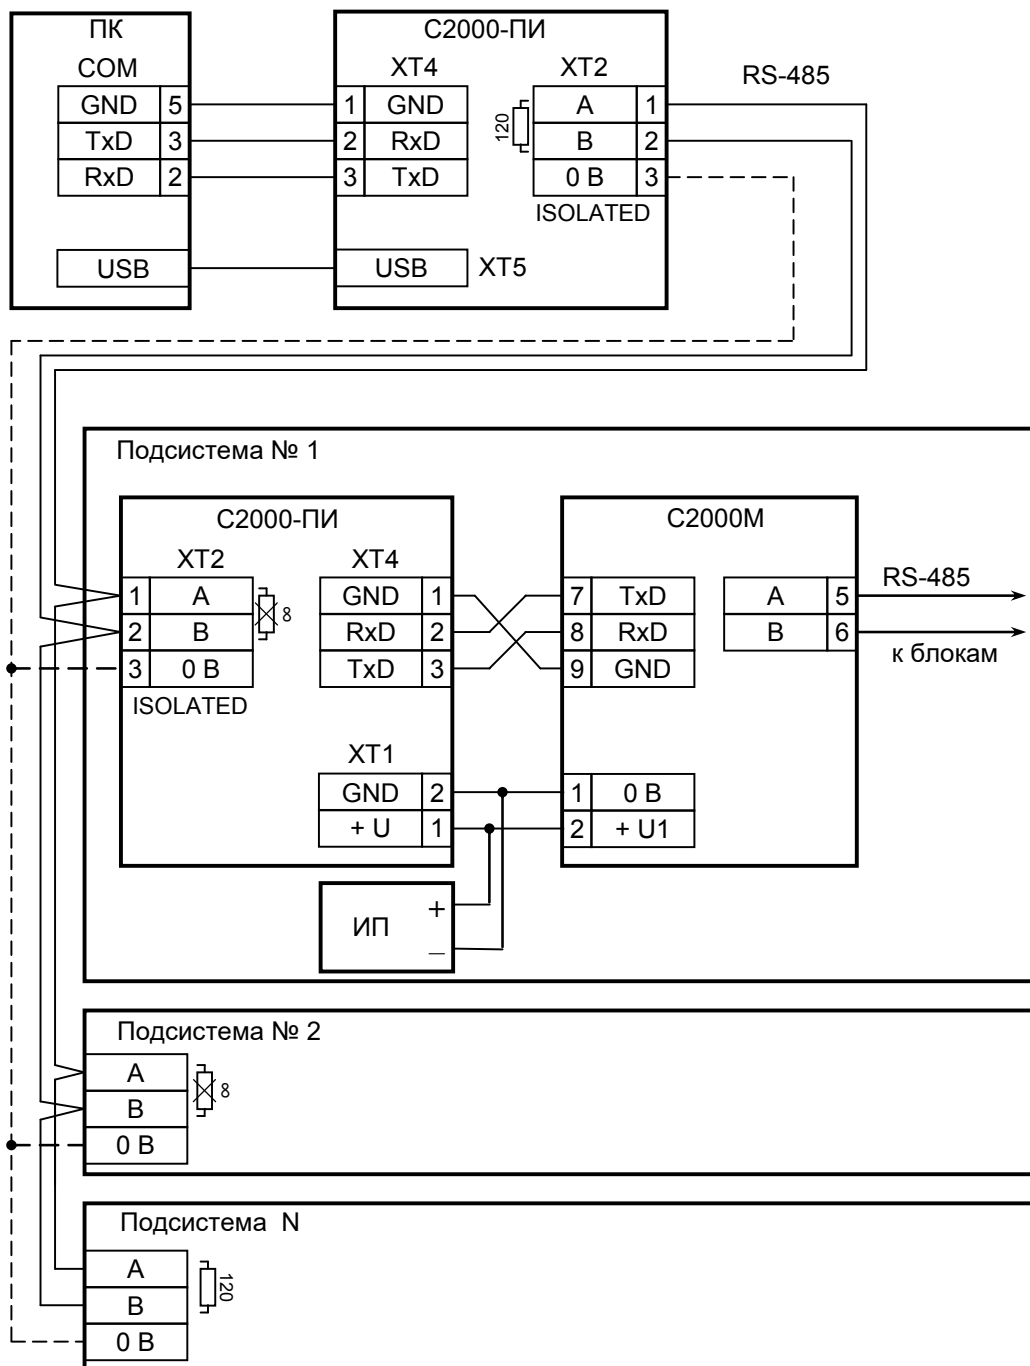 ПК
COM
GND 5
TxD 3
RxD 2
USB
С2000-ПИ
XT4
1 GND
2 RxD
3 TxD
USB XT5
120
XT2
A 1
B 2
0 В 3
ISOLATED
RS-485
Подсистема № 1
С2000-ПИ
XT2
1 A
2 B
3 0 В
ISOLATED
∞
XT4
GND 1
RxD 2
TxD 3
XT1
GND 2
+ U 1
С2000М
7 TxD
8 RxD
9 GND
1 0 В
2 + U1
A 5
B 6
RS-485
к блокам
ИП
+
–
Подсистема № 2
A
B
0 В
∞
Подсистема N
A
B
0 В
120